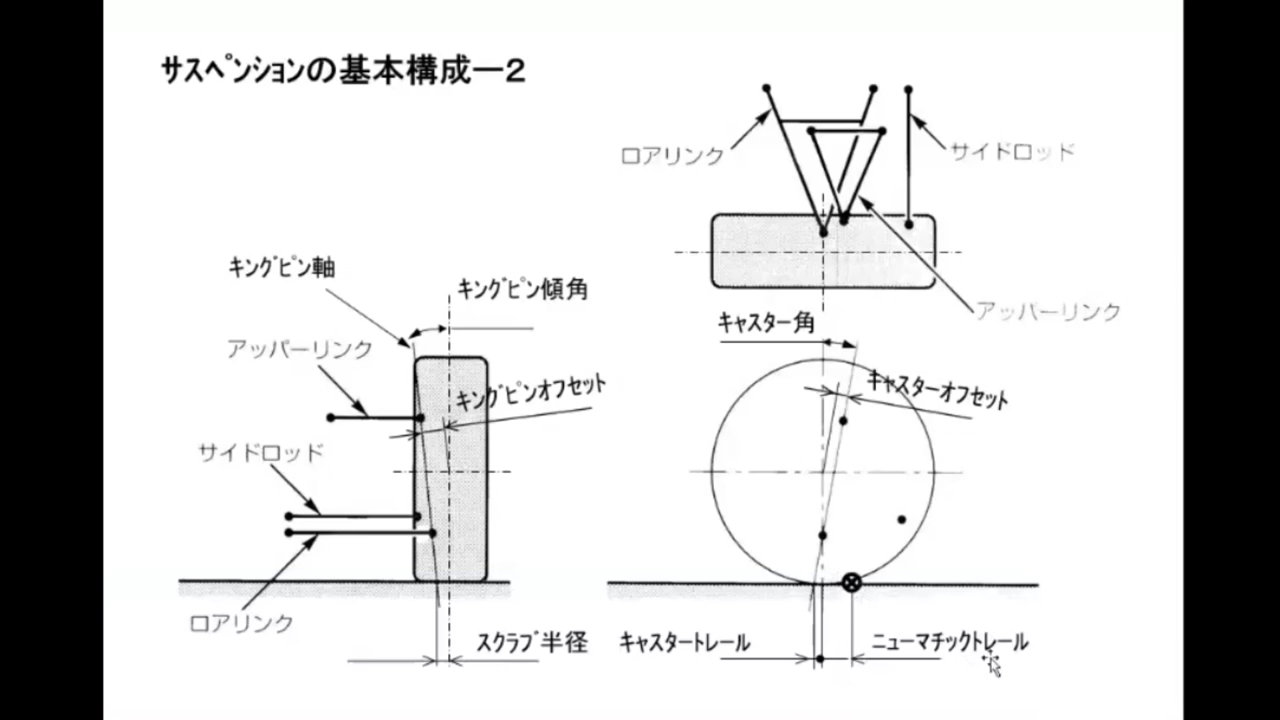 ｻｽﾍﾟﾝｼｮﾝの基本構成ー2
ロアリンク
サイドロッド
アッパーリンク
ｷﾝｸﾞﾋﾟﾝ軸
ｷﾝｸﾞﾋﾟﾝ傾角
アッパーリンク
ｷﾝｸﾞﾋﾟﾝｵﾌｾｯﾄ
サイドロッド
ロアリンク
ｽｸﾗﾌﾞ半径
ｷｬｽﾀｰ角
ｷｬｽﾀｰｵﾌｾｯﾄ
ｷｬｽﾀｰﾄﾚｰﾙ
ﾆｭｰﾏﾁｯｸﾄﾚｰﾙ